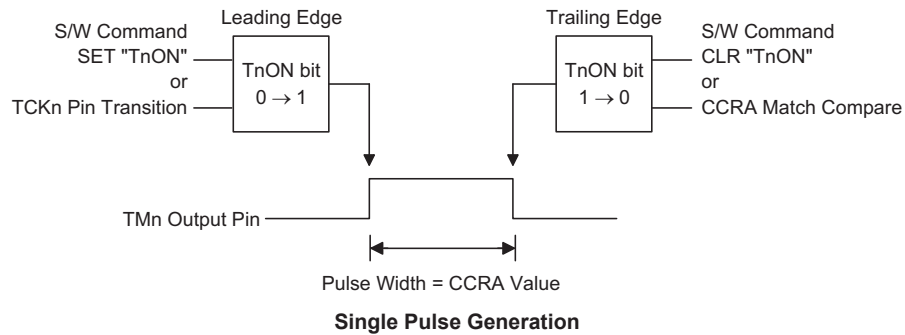 Leading Edge
S/W Command
SET "TnON"
or
TCKn Pin Transition
TnON bit
0 → 1
Trailing Edge
TnON bit
1 → 0
S/W Command
CLR "TnON"
or
CCRA Match Compare
TMn Output Pin
Pulse Width = CCRA Value
Single Pulse Generation